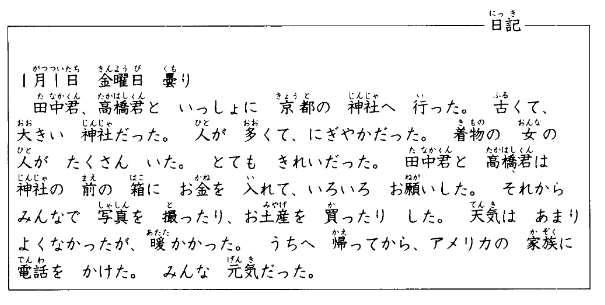 日記
1月1日 金曜日 曇り
田中君、高橋君と いっしょに 京都の 神社へ 行った。 古くて、
大きい 神社だった。 人が 多くて、にぎやかだった。 着物の 女の
人が たくさん いた。 とても きれいだった。 田中君と 高橋君は
神社の 前の 箱に お金を 入れて、いろいろ お願いした。 それから
みんなで 写真を 撮ったり、お土産を 買ったり した。 天気は あまり
よくなかったが、暖かかった。 うちへ 帰ってから、アメリカの 家族に
電話を かけた。 みんな 元気だった。